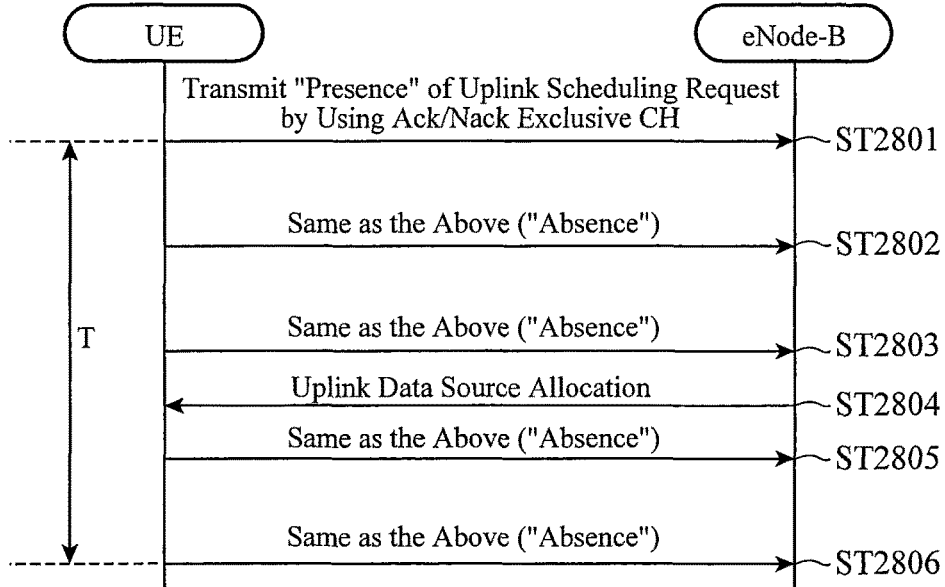 UE
eNode-B
Transmit "Presence" of Uplink Scheduling Request
by Using Ack/Nack Exclusive CH
ST2801
Same as the Above ("Absence")
ST2802
T
Same as the Above ("Absence")
ST2803
Uplink Data Source Allocation
ST2804
Same as the Above ("Absence")
ST2805
Same as the Above ("Absence")
ST2806